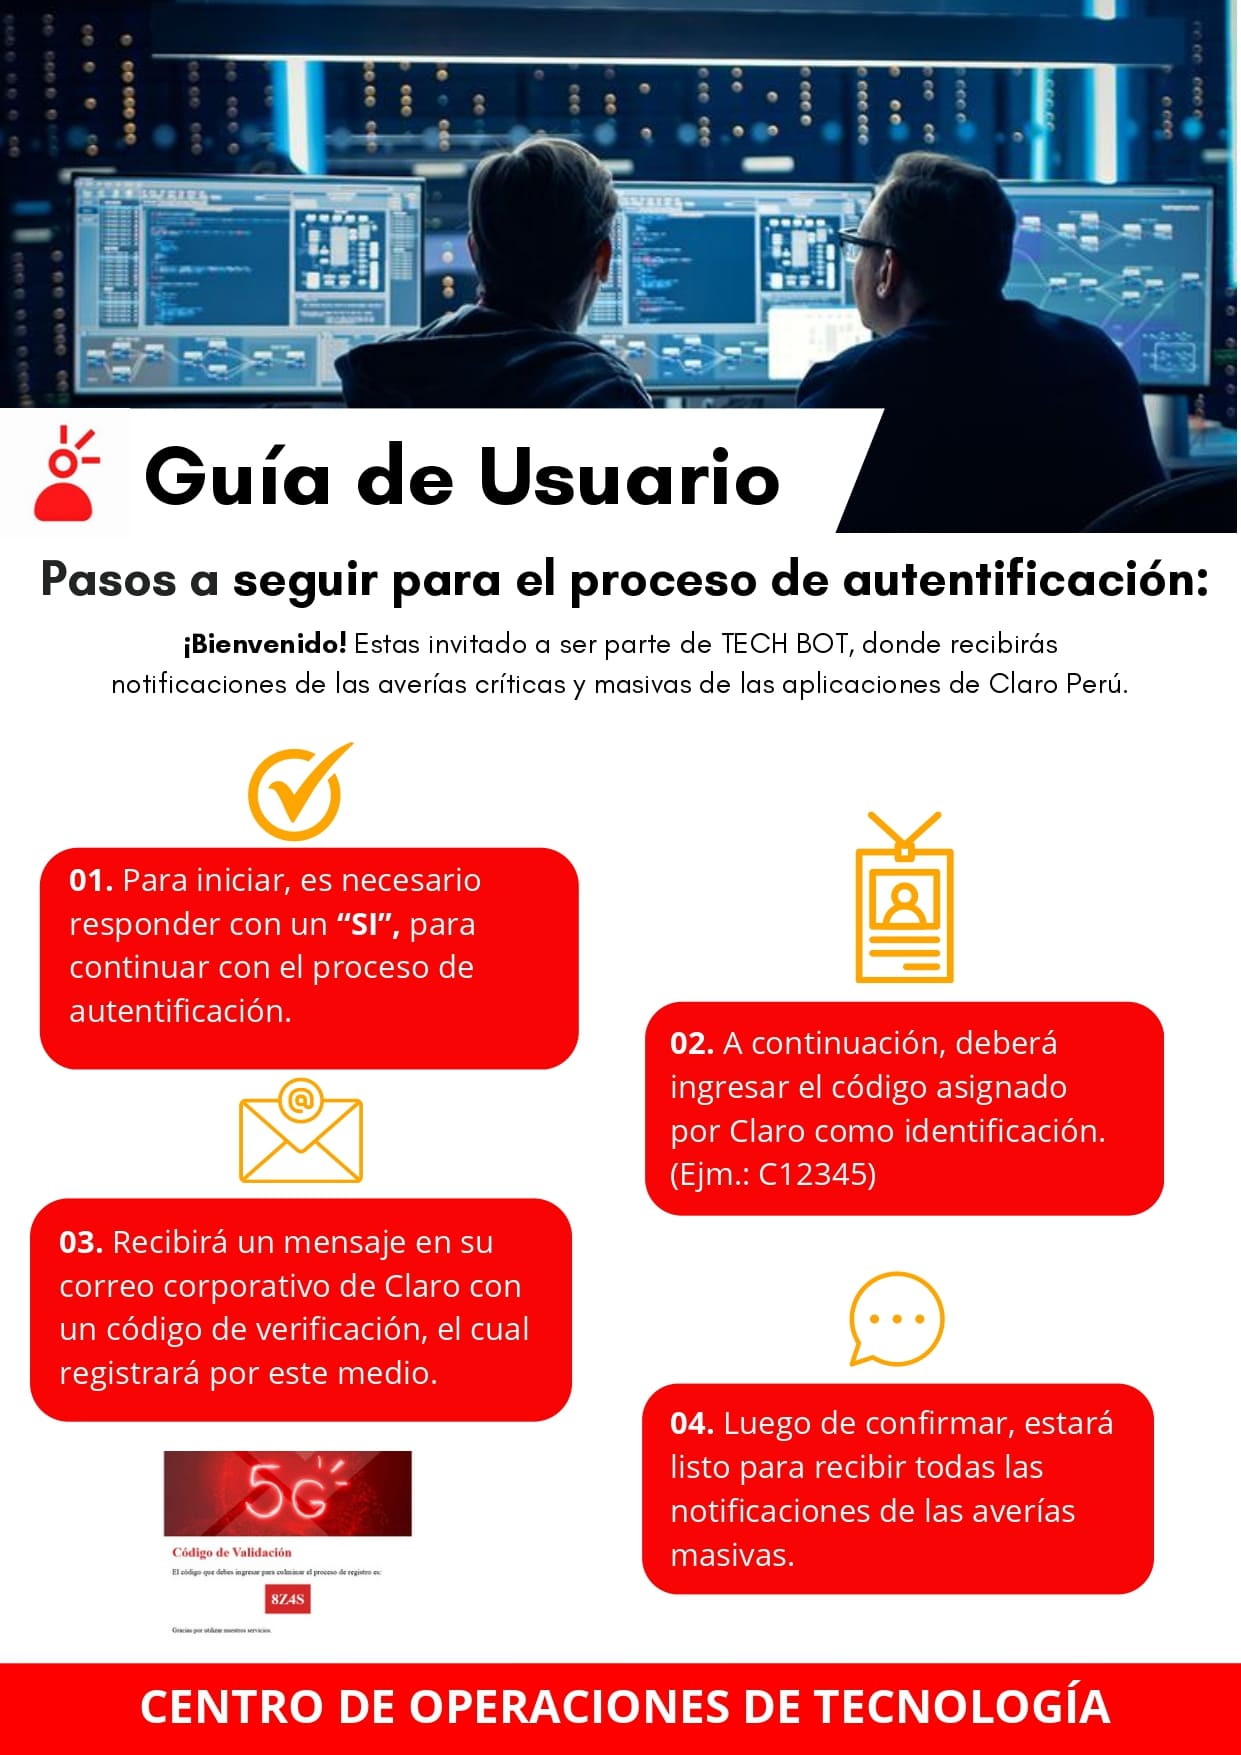 Guía de Usuario
Pasos a seguir para el proceso de autentificación:
¡Bienvenido! Estas invitado a ser parte de TECH BOT, donde recibirás
notificaciones de las averías críticas y masivas de las aplicaciones de Claro Perú.
01. Para iniciar, es necesario
responder con un “SI”, para
continuar con el proceso de
autentificación.
02. A continuación, deberá
ingresar el código asignado
por Claro como identificación.
(Ejm.: C12345)
03. Recibirá un mensaje en su
correo corporativo de Claro con
un código de verificación, el cual
registrará por este medio.
04. Luego de confirmar, estará
listo para recibir todas las
notificaciones de las averías
masivas.
5G
Código de Validación
El código que debes ingresar para culminar el proceso de registro es:
8Z4S
Gracias por utilizar nuestros servicios.
CENTRO DE OPERACIONES DE TECNOLOGÍA